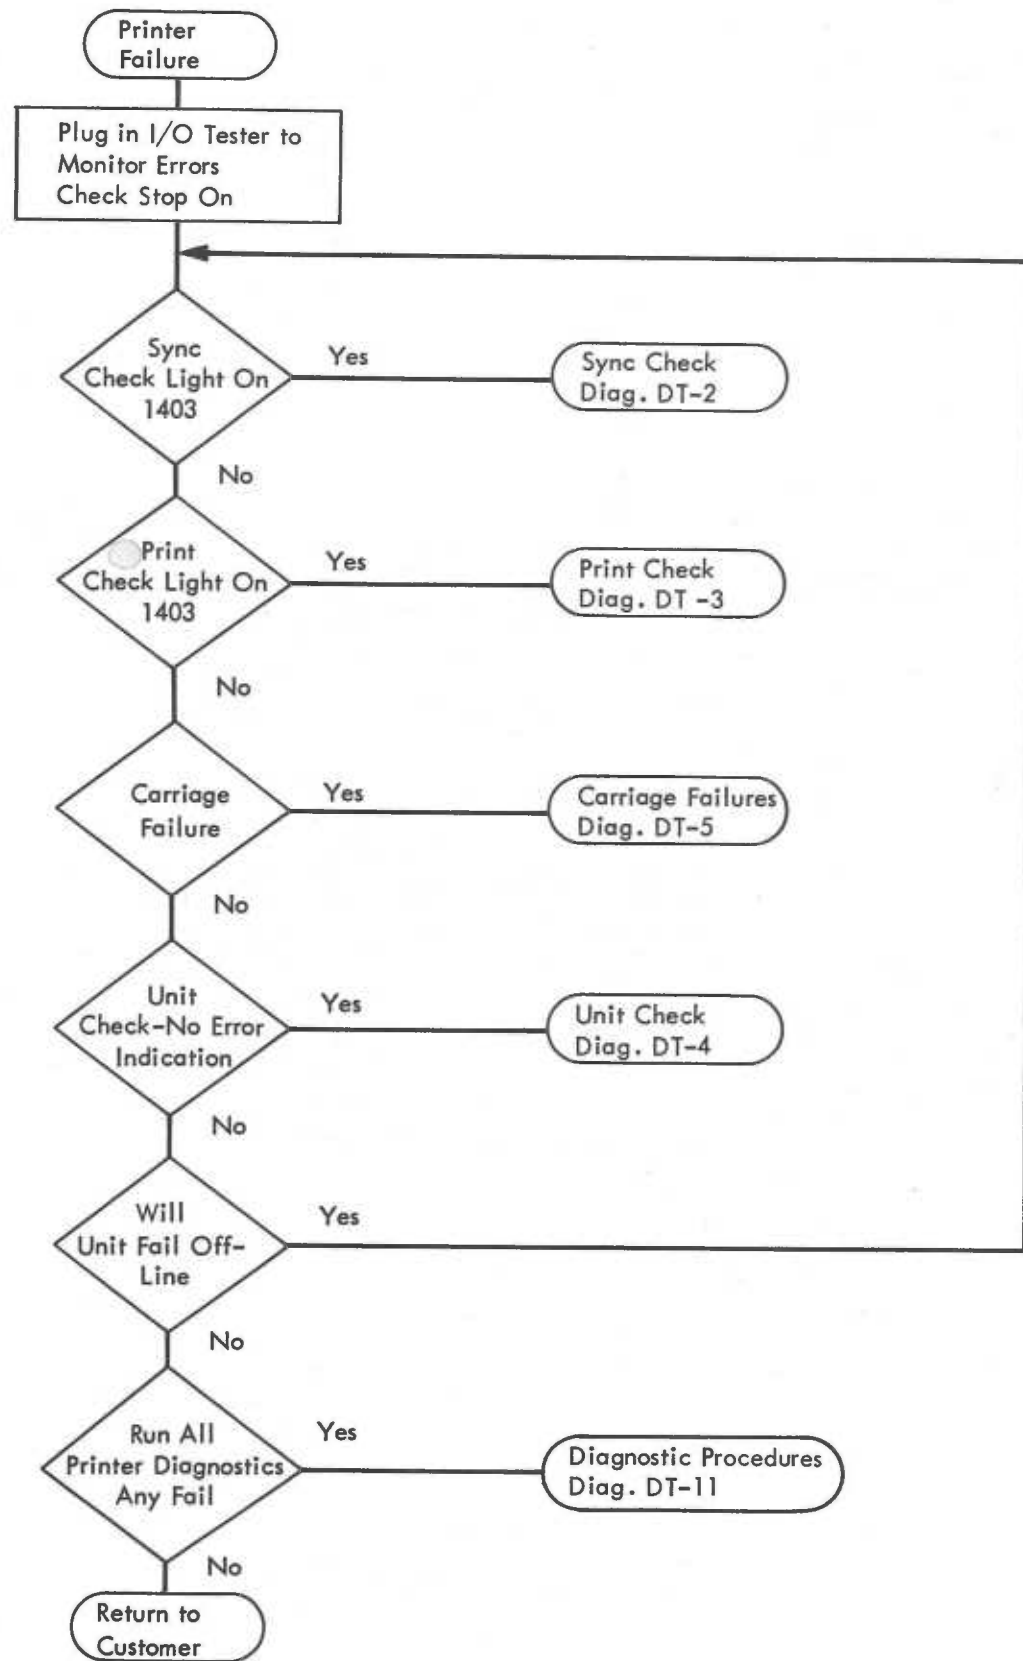 Printer
Failure
Plug in I/O Tester to
Monitor Errors
Check Stop On
Sync
Check Light On
1403
Yes
Sync Check
Diag. DT-2
No
Print
Check Light On
1403
Yes
Print Check
Diag. DT -3
No
Carriage
Failure
Yes
Carriage Failures
Diag. DT-5
No
Unit
Check-No Error
Indication
Yes
Unit Check
Diag. DT-4
No
Will
Unit Fail Off-
Line
Yes
No
Run All
Printer Diagnostics
Any Fail
Yes
Diagnostic Procedures
Diag. DT-11
No
Return to
Customer